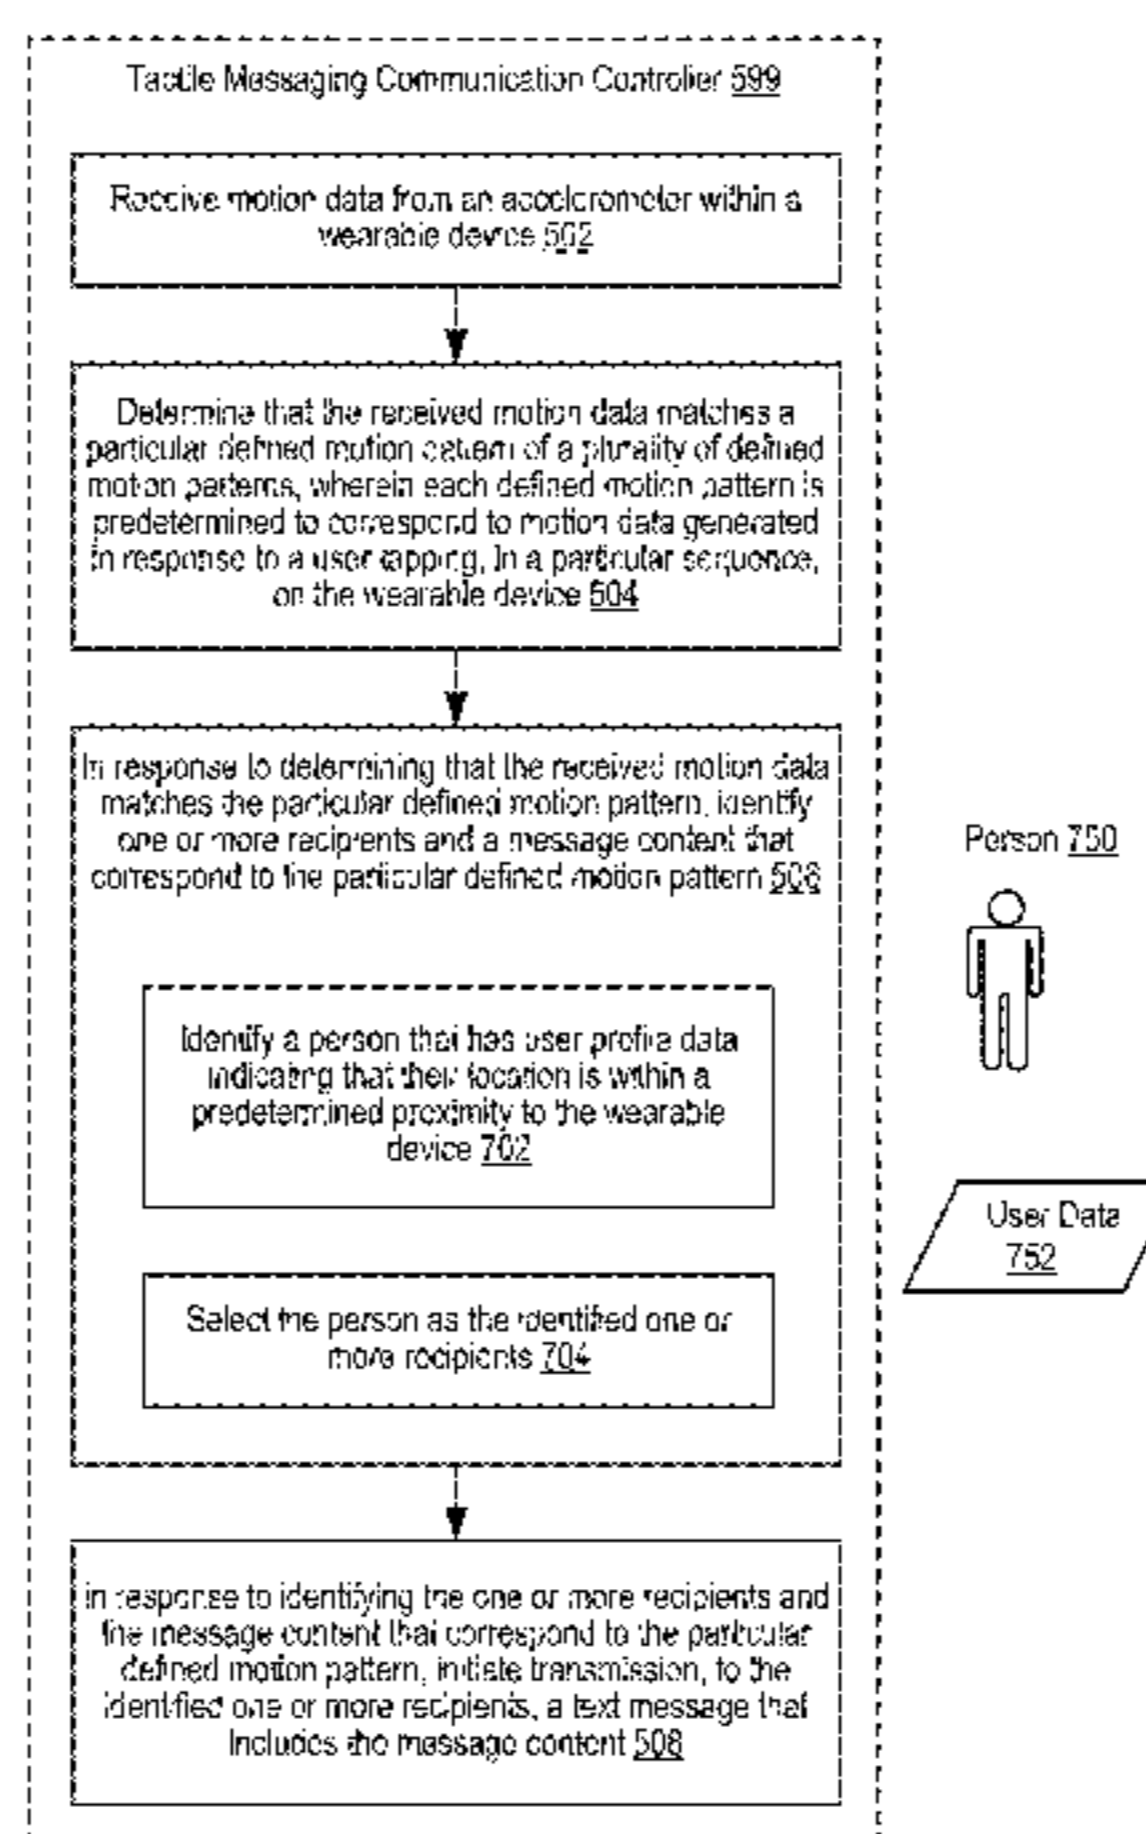 Tactile Messaging Communication Controller 599
Receive motion data from an accelerometer within a
wearable device 502
Determine that the received motion data matches a
particular defined motion pattern of a plurality of defined
motion patterns, wherein each defined motion pattern is
predetermined to correspond to motion data generated
in response to a user tapping, in a particular sequence,
on the wearable device 504
In response to determining that the received motion data
matches the particular defined motion pattern, identify
one or more recipients and a message content that
correspond to the particular defined motion pattern 506
Identify a person that has user profile data
indicating that their location is within a
predetermined proximity to the wearable
device 702
Select the person as the identified one or
more recipients 704
In response to identifying the one or more recipients and
the message content that correspond to the particular
defined motion pattern, initiate transmission, to the
identified one or more recipients, a text message that
includes the message content 508
Person 750
User Data
752